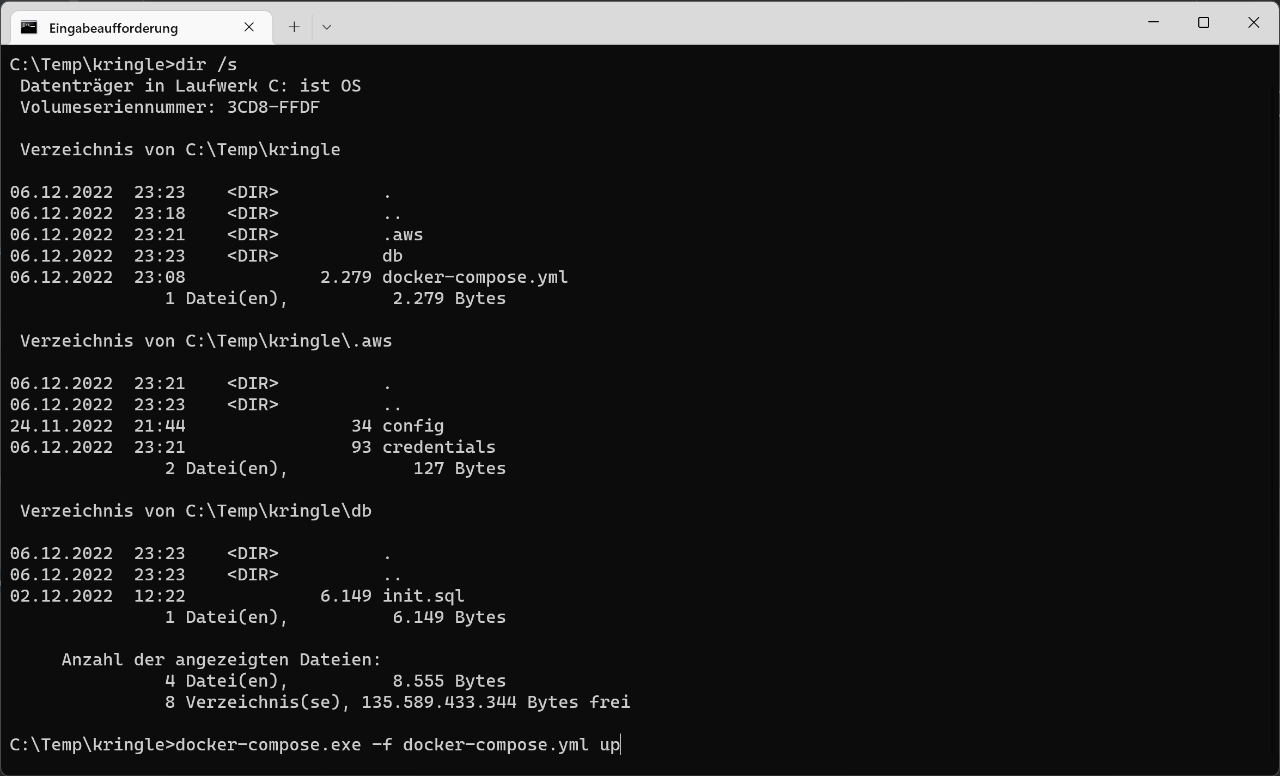 Eingabeaufforderung
C:\Temp\kringle>dir /s
 Datenträger in Laufwerk C: ist OS
 Volumeseriennummer: 3CD8-FFDF

 Verzeichnis von C:\Temp\kringle

06.12.2022  23:23    <DIR>          .
06.12.2022  23:18    <DIR>          ..
06.12.2022  23:21    <DIR>          .aws
06.12.2022  23:23    <DIR>          db
06.12.2022  23:08             2.279 docker-compose.yml
               1 Datei(en),          2.279 Bytes

 Verzeichnis von C:\Temp\kringle\.aws

06.12.2022  23:21    <DIR>          .
06.12.2022  23:23    <DIR>          ..
24.11.2022  21:44                34 config
06.12.2022  23:21                93 credentials
               2 Datei(en),            127 Bytes

 Verzeichnis von C:\Temp\kringle\db

06.12.2022  23:23    <DIR>          .
06.12.2022  23:23    <DIR>          ..
02.12.2022  12:22             6.149 init.sql
               1 Datei(en),          6.149 Bytes

     Anzahl der angezeigten Dateien:
               4 Datei(en),          8.555 Bytes
               8 Verzeichnis(se), 135.589.433.344 Bytes frei

C:\Temp\kringle>docker-compose.exe -f docker-compose.yml up